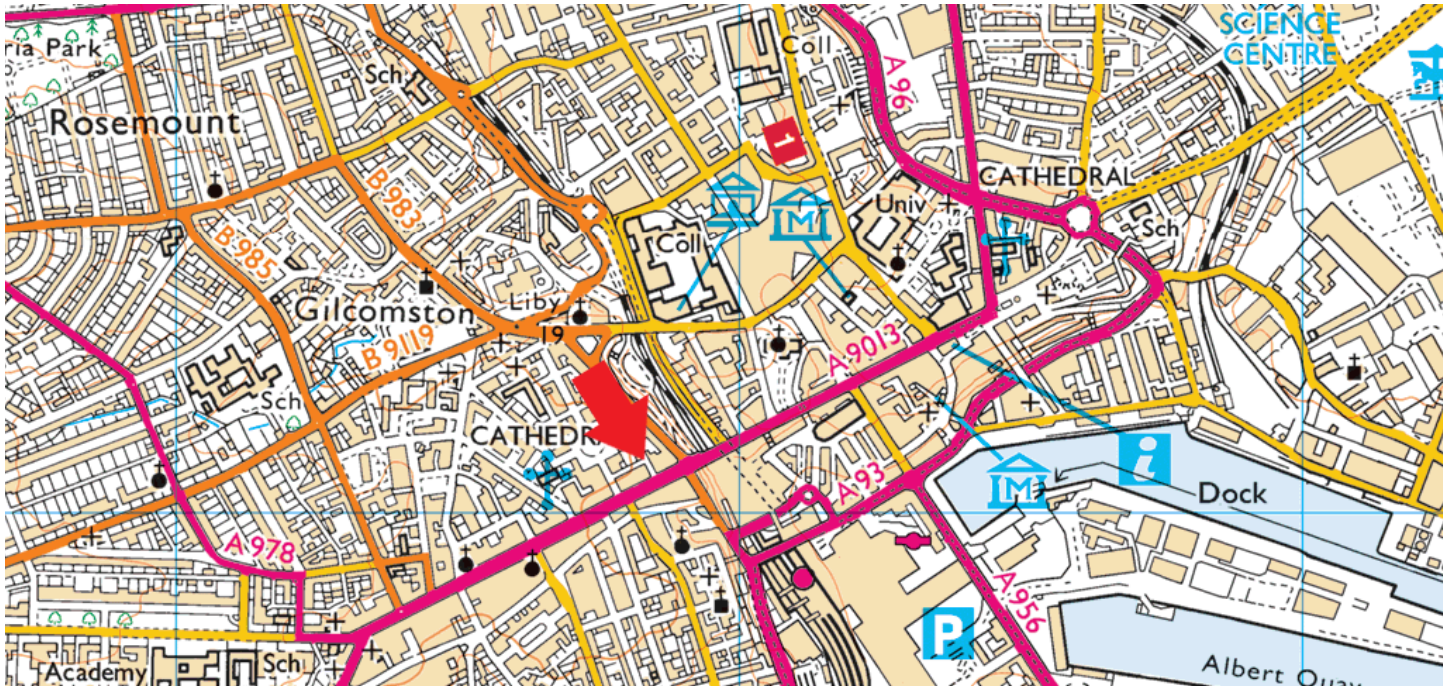 SCIENCE
CENTRE
ria Park
Coll
Sch
A 96
Rosemount
1
B 983
CATHEDRAL
Univ
M
Sch
B 985
Coll
Gilcomston
Liby
19
B 9119
A 9013
Sch
CATHEDR
A 93
i
M
Dock
A 978
A 956
P
Academy
Sch
Albert Quay